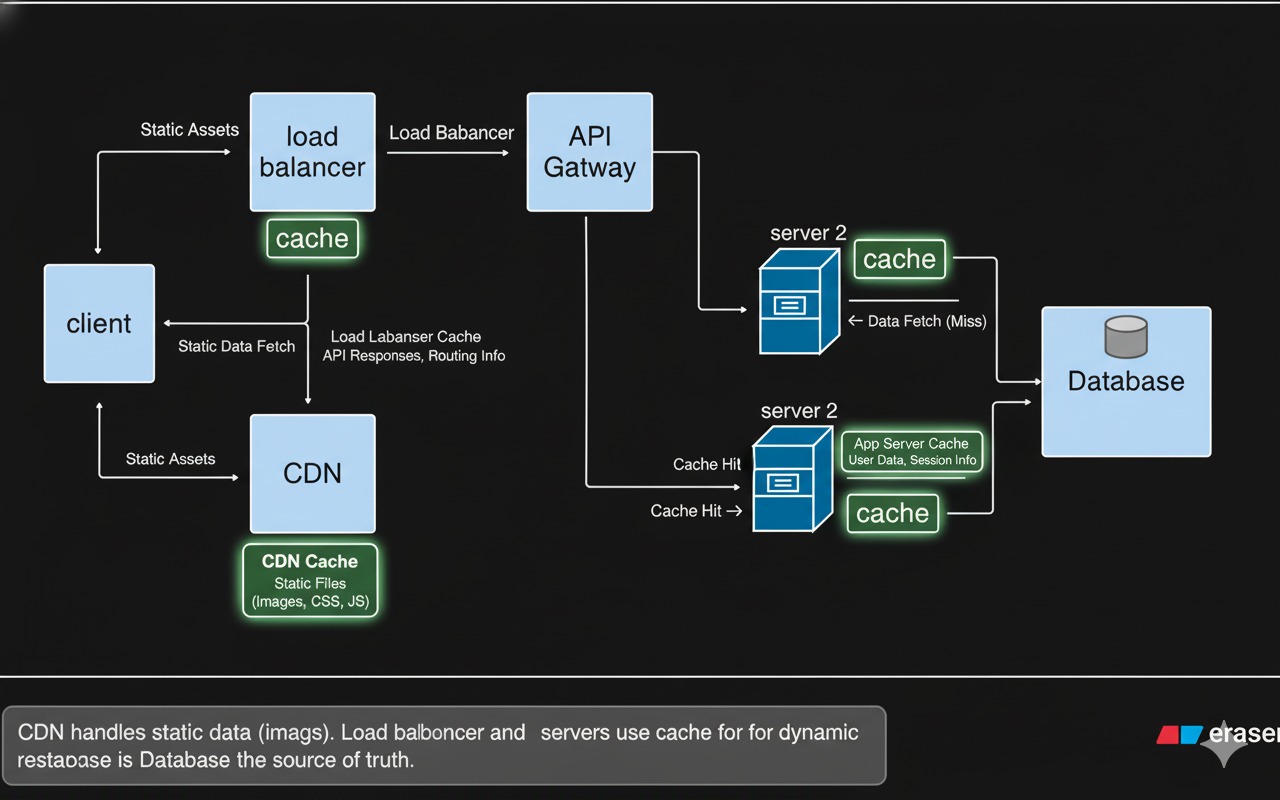 Static Assets
load
balancer
Load Babancer
API
Gatway
cache
client
Static Data Fetch
Load Labanser Cache
API Responses, Routing Info
server 2
cache
← Data Fetch (Miss)
Database
server 2
App Server Cache
User Data, Session Info
Cache Hit
Cache Hit →
cache
Static Assets
CDN
CDN Cache
Static Files
(Images, CSS, JS)
CDN handles static data (imags). Load balboncer and servers use cache for for dynamic
restabase is Database the source of truth.
eraser